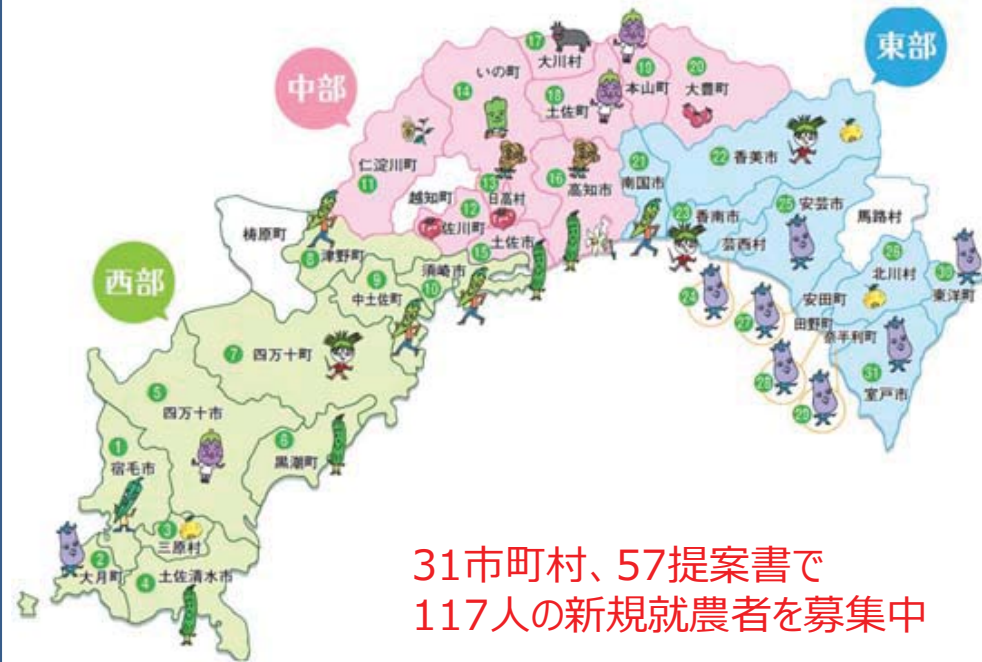 東部
中部
西部
17
大川村
いの町
14
18
土佐町
19
本山町
20
大豊町
仁淀川町
11
越知町
13
日高村
12
佐川町
16
高知市
15
土佐市
21
南国市
22
香美市
23
香南市
25
安芸市
芸西村
24
馬路村
26
北川村
30
東洋町
安田町
27
田野町
奈半利町
28
29
31
室戸市
梼原町
8
津野町
9
中土佐町
須崎市
10
7
四万十町
5
四万十市
6
黒潮町
1
宿毛市
3
三原村
2
大月町
4
土佐清水市
31市町村、57提案書で
117人の新規就農者を募集中